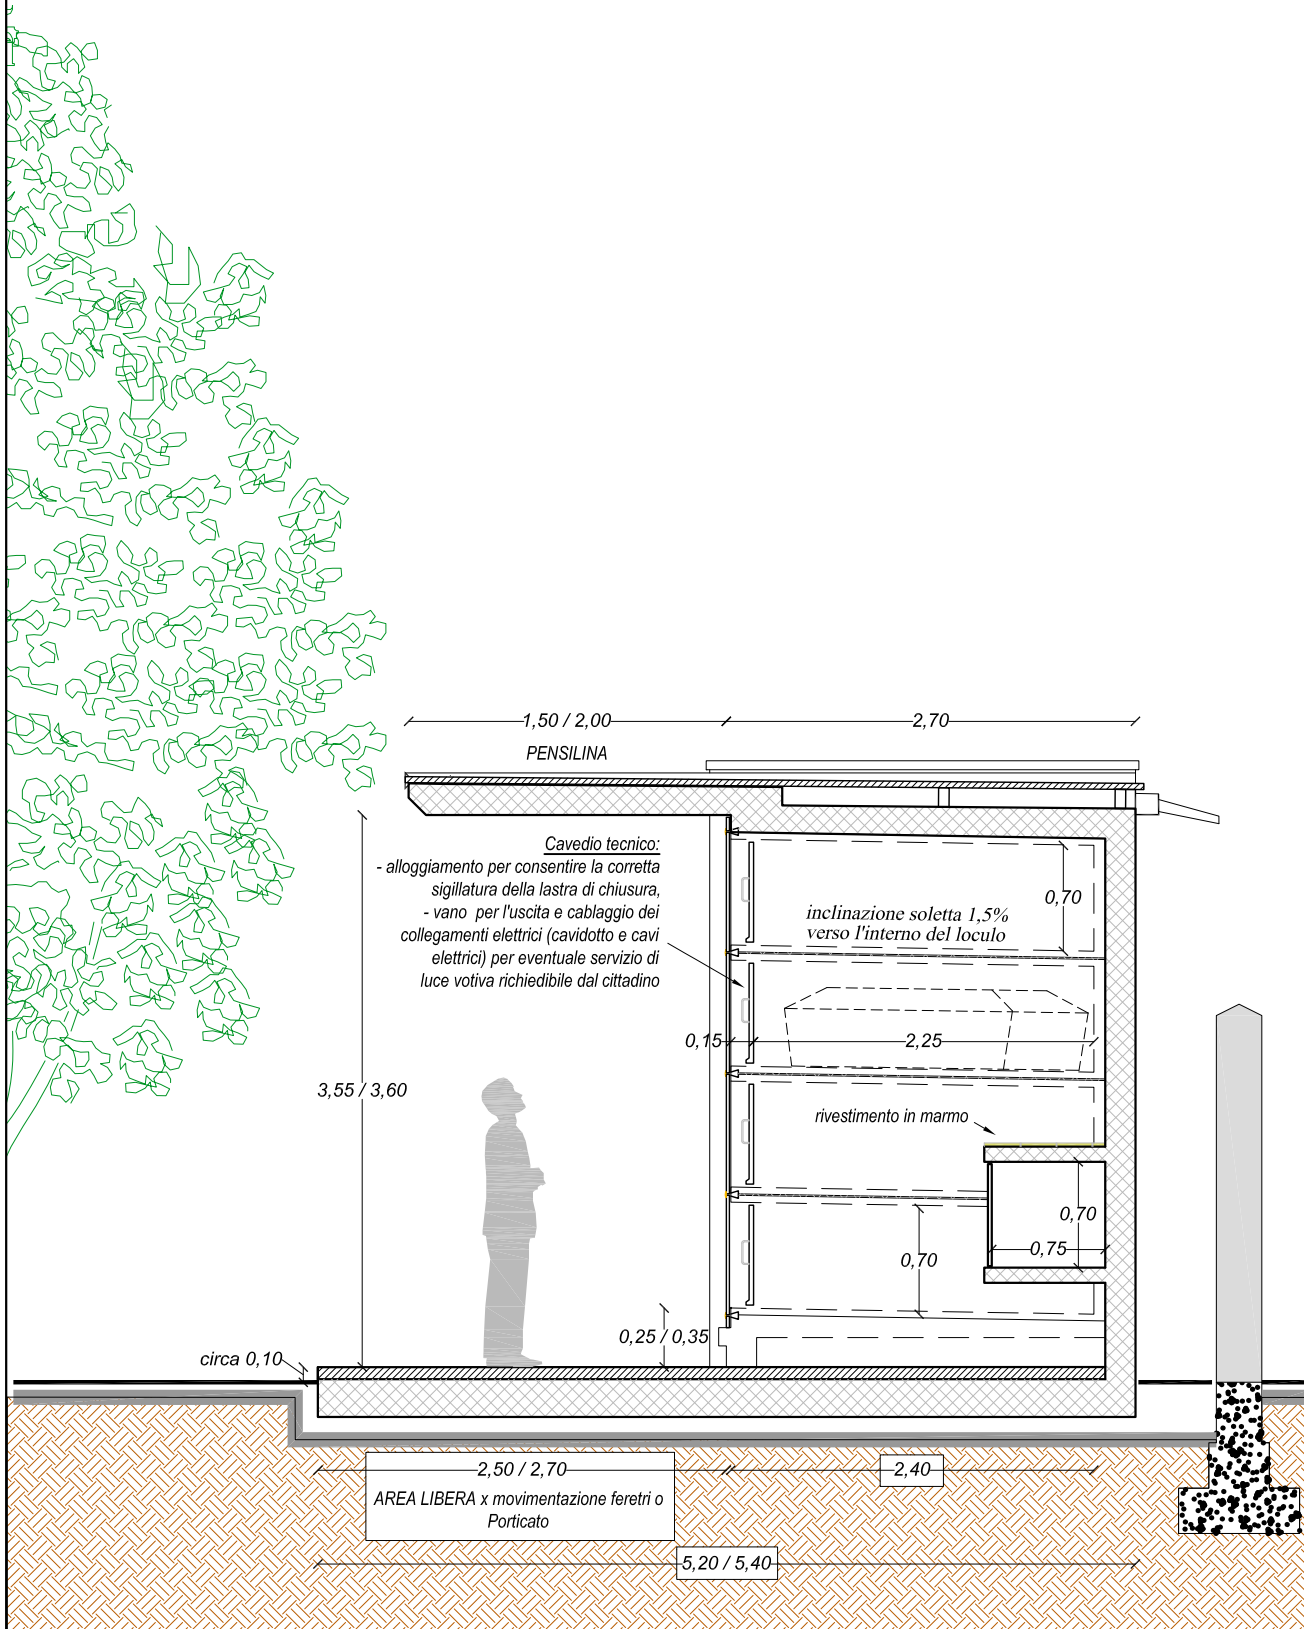 1,50 / 2,00
2,70
PENSILINA
Cavedio tecnico:
- alloggiamento per consentire la corretta
sigillatura della lastra di chiusura,
- vano per l'uscita e cablaggio dei
collegamenti elettrici (cavidotto e cavi
elettrici) per eventuale servizio di
luce votiva richiedibile dal cittadino
0,70
inclinazione soletta 1,5%
verso l'interno del loculo
0,15
2,25
3,55 / 3,60
rivestimento in marmo
0,70
0,75
0,70
0,25 / 0,35
circa 0,10
2,50 / 2,70
2,40
AREA LIBERA x movimentazione feretri o
Porticato
5,20 / 5,40